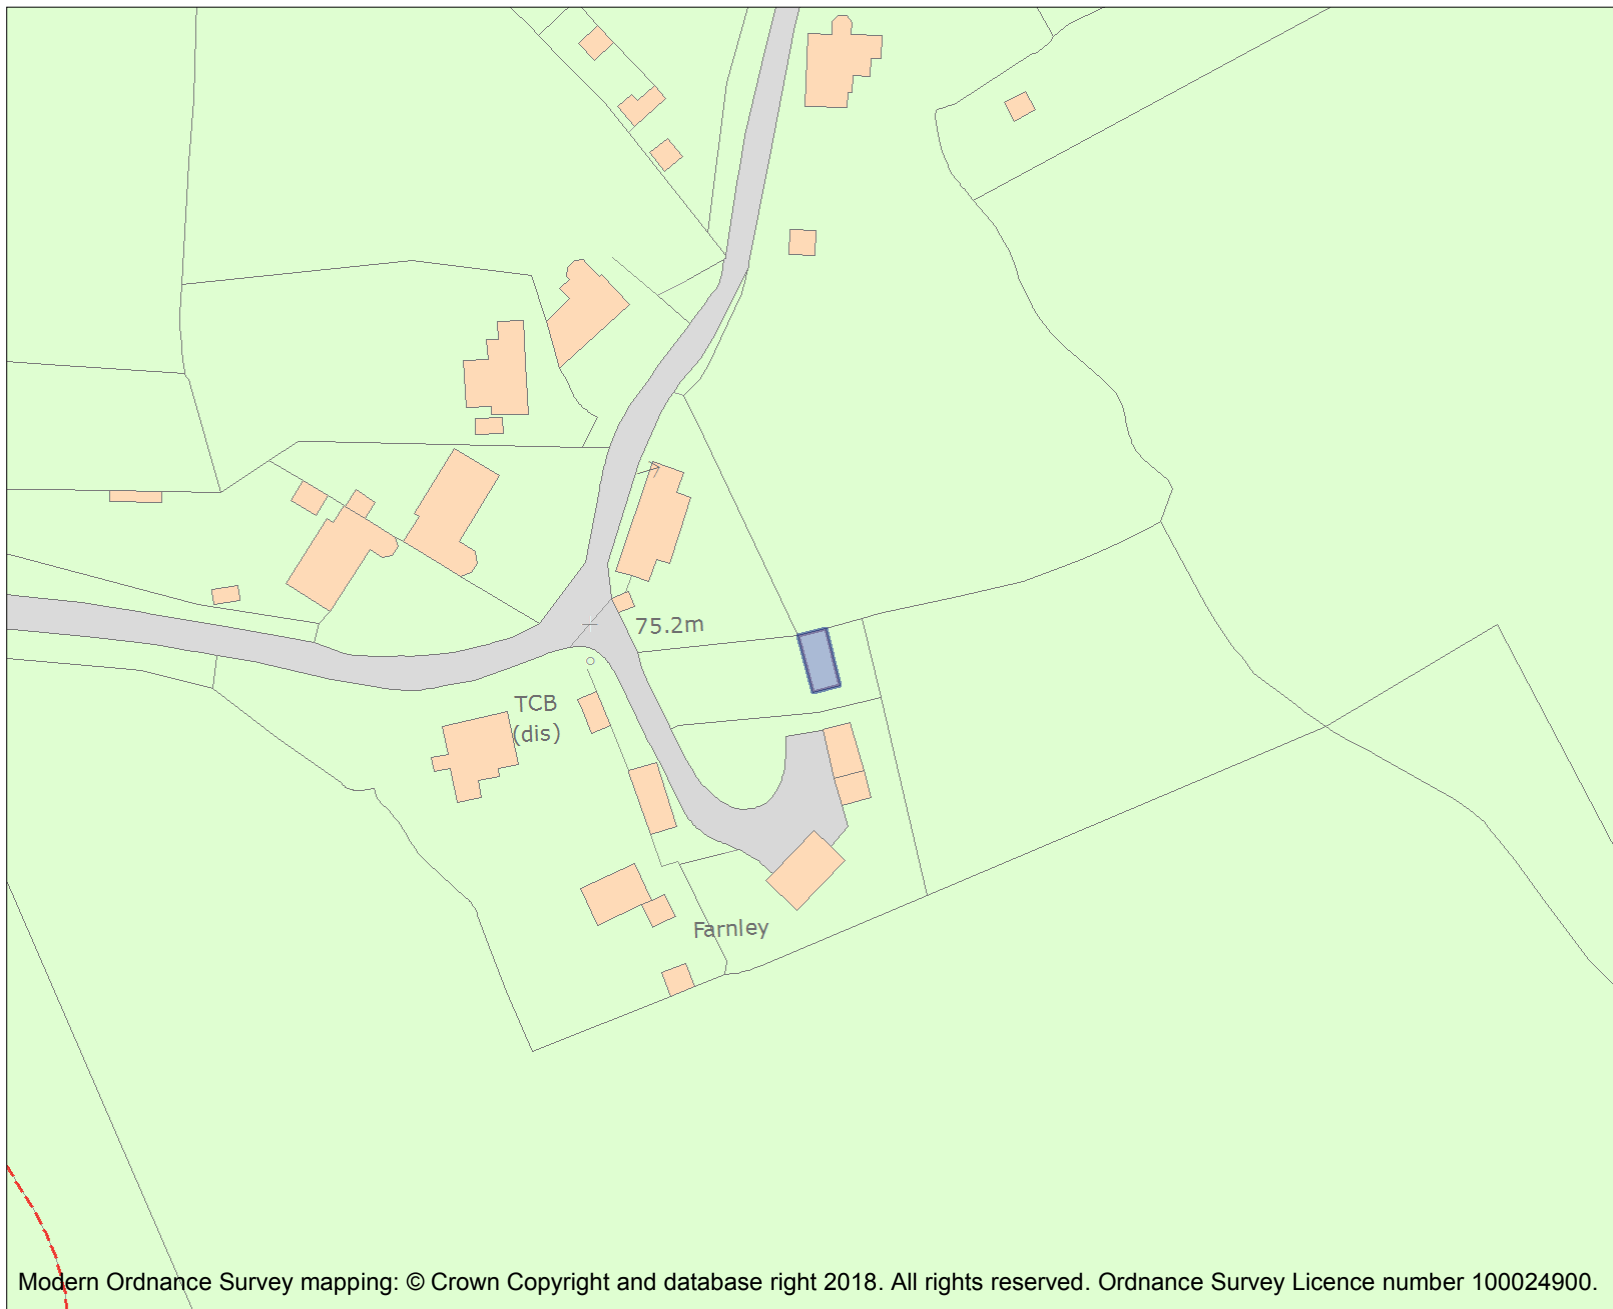 75.2m
TCB
(dis)
Farnley
Modern Ordnance Survey mapping: © Crown Copyright and database right 2018. All rights reserved. Ordnance Survey Licence number 100024900.